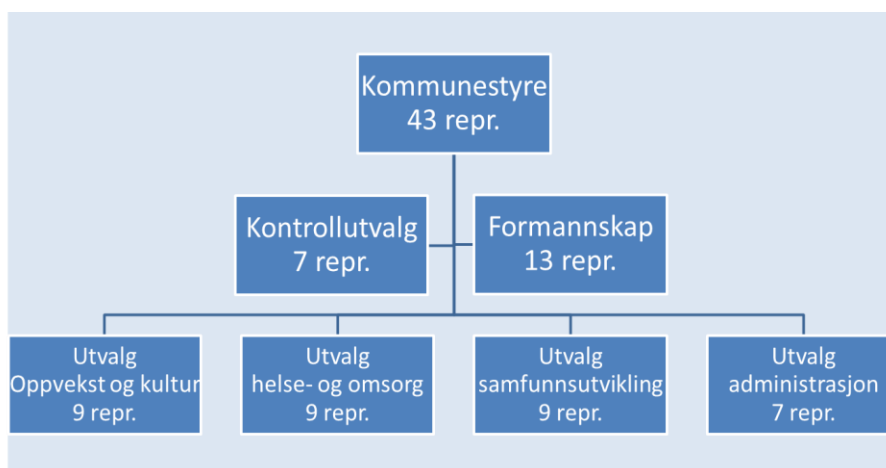 Kommunestyre
43 repr.
Kontrollutvalg
7 repr.
Formannskap
13 repr.
Utvalg
Oppvekst og kultur
9 repr.
Utvalg
helse- og omsorg
9 repr.
Utvalg
samfunnsutvikling
9 repr.
Utvalg
administrasjon
7 repr.